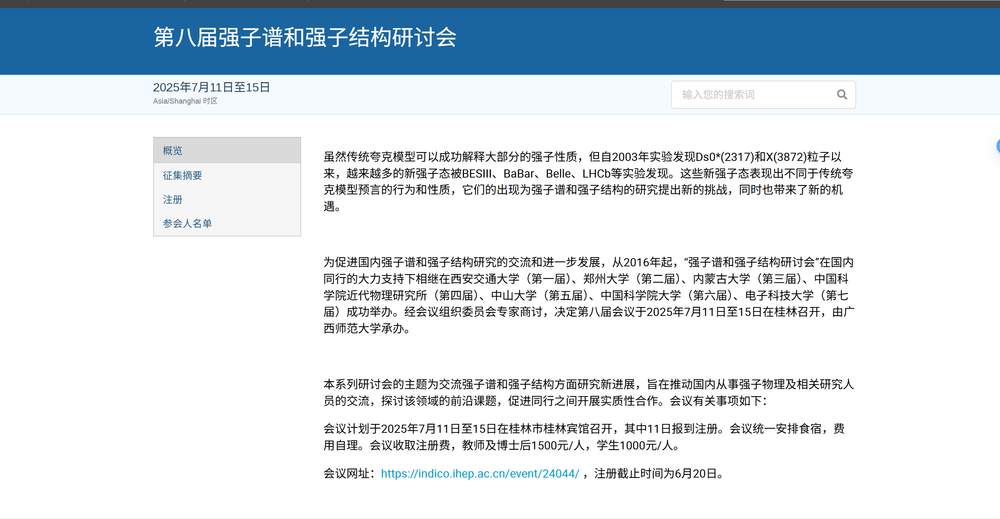 第八届强子谱和强子结构研讨会
2025年7月11日至15日
Asia/Shanghai 时区
输入您的搜索词
概览
征集摘要
注册
参会人名单
虽然传统夸克模型可以成功解释大部分的强子性质，但自2003年实验发现Ds0*(2317)和X(3872)粒子以
来，越来越多的新强子态被BESIII、BaBar、Belle、LHCb等实验发现。这些新强子态表现出不同于传统夸
克模型预言的行为和性质，它们的出现为强子谱和强子结构的研究提出新的挑战，同时也带来了新的机
遇。
为促进国内强子谱和强子结构研究的交流和进一步发展，从2016年起，“强子谱和强子结构研讨会”在国内
同行的大力支持下相继在西安交通大学（第一届）、郑州大学（第二届）、内蒙古大学（第三届）、中国科
学院近代物理研究所（第四届）、中山大学（第五届）、中国科学院大学（第六届）、电子科技大学（第七
届）成功举办。经会议组织委员会专家商讨，决定第八届会议于2025年7月11日至15日在桂林召开，由广
西师范大学承办。
本系列研讨会的主题为交流强子谱和强子结构方面研究新进展，旨在推动国内从事强子物理及相关研究人
员的交流，探讨该领域的前沿课题，促进同行之间开展实质性合作。会议有关事项如下：
会议计划于2025年7月11日至15日在桂林市桂林宾馆召开，其中11日报到注册。会议统一安排食宿，费
用自理。会议收取注册费，教师及博士后1500元/人，学生1000元/人。
会议网址：https://indico.ihep.ac.cn/event/24044/ ，注册截止时间为6月20日。